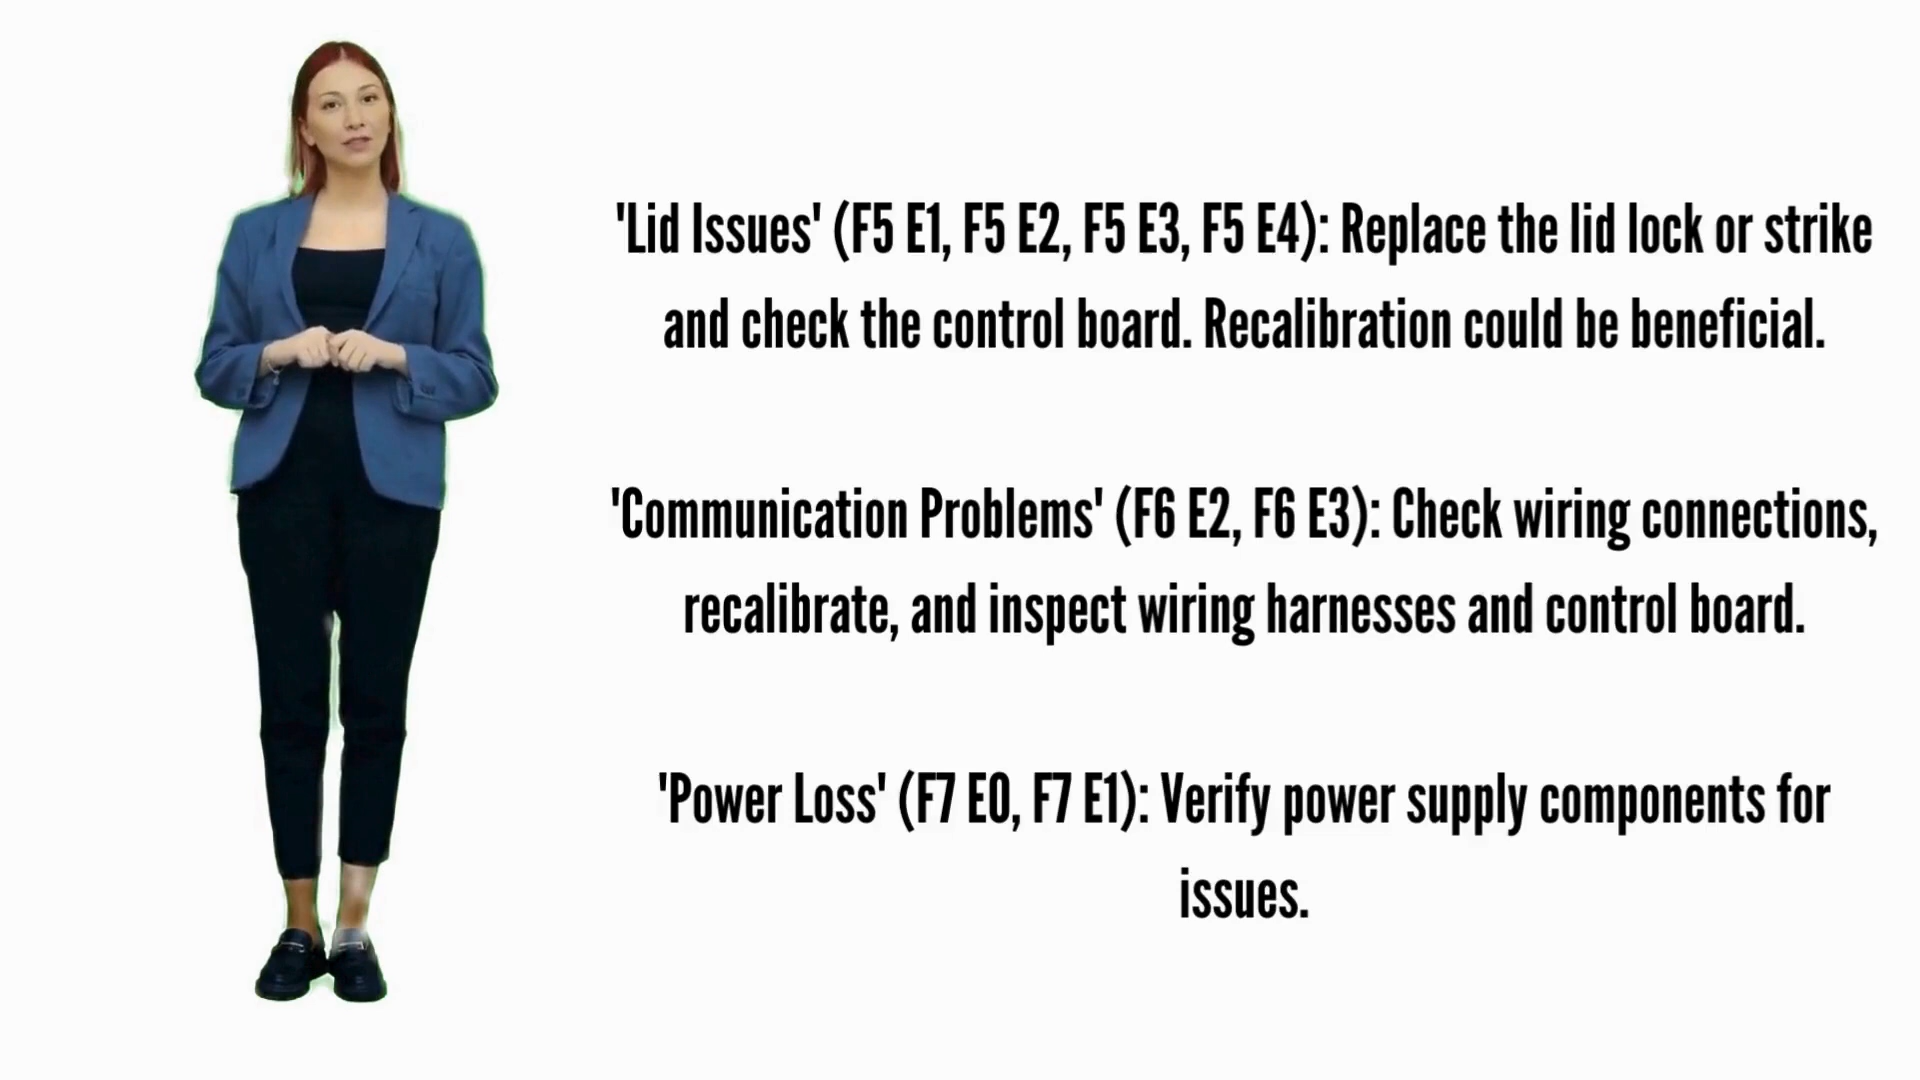 'Lid Issues' (F5 E1, F5 E2, F5 E3, F5 E4): Replace the lid lock or strike
and check the control board. Recalibration could be beneficial.
'Communication Problems' (F6 E2, F6 E3): Check wiring connections,
recalibrate, and inspect wiring harnesses and control board.
'Power Loss' (F7 E0, F7 E1): Verify power supply components for
issues.